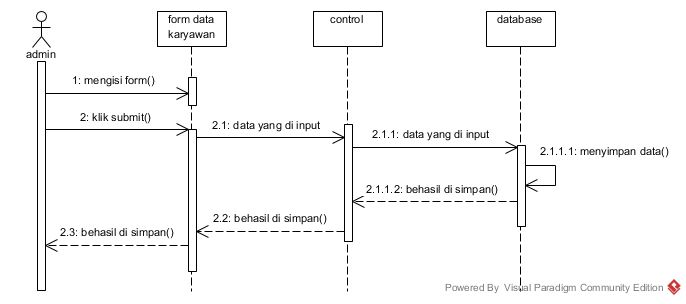 form data
karyawan
control
database
admin
1: mengisi form()
2: klik submit()
2.1: data yang di input
2.1.1: data yang di input
2.1.1.1: menyimpan data()
2.1.1.2: behasil di simpan()
2.2: behasil di simpan()
2.3: behasil di simpan()
Powered By Visual Paradigm Community Edition